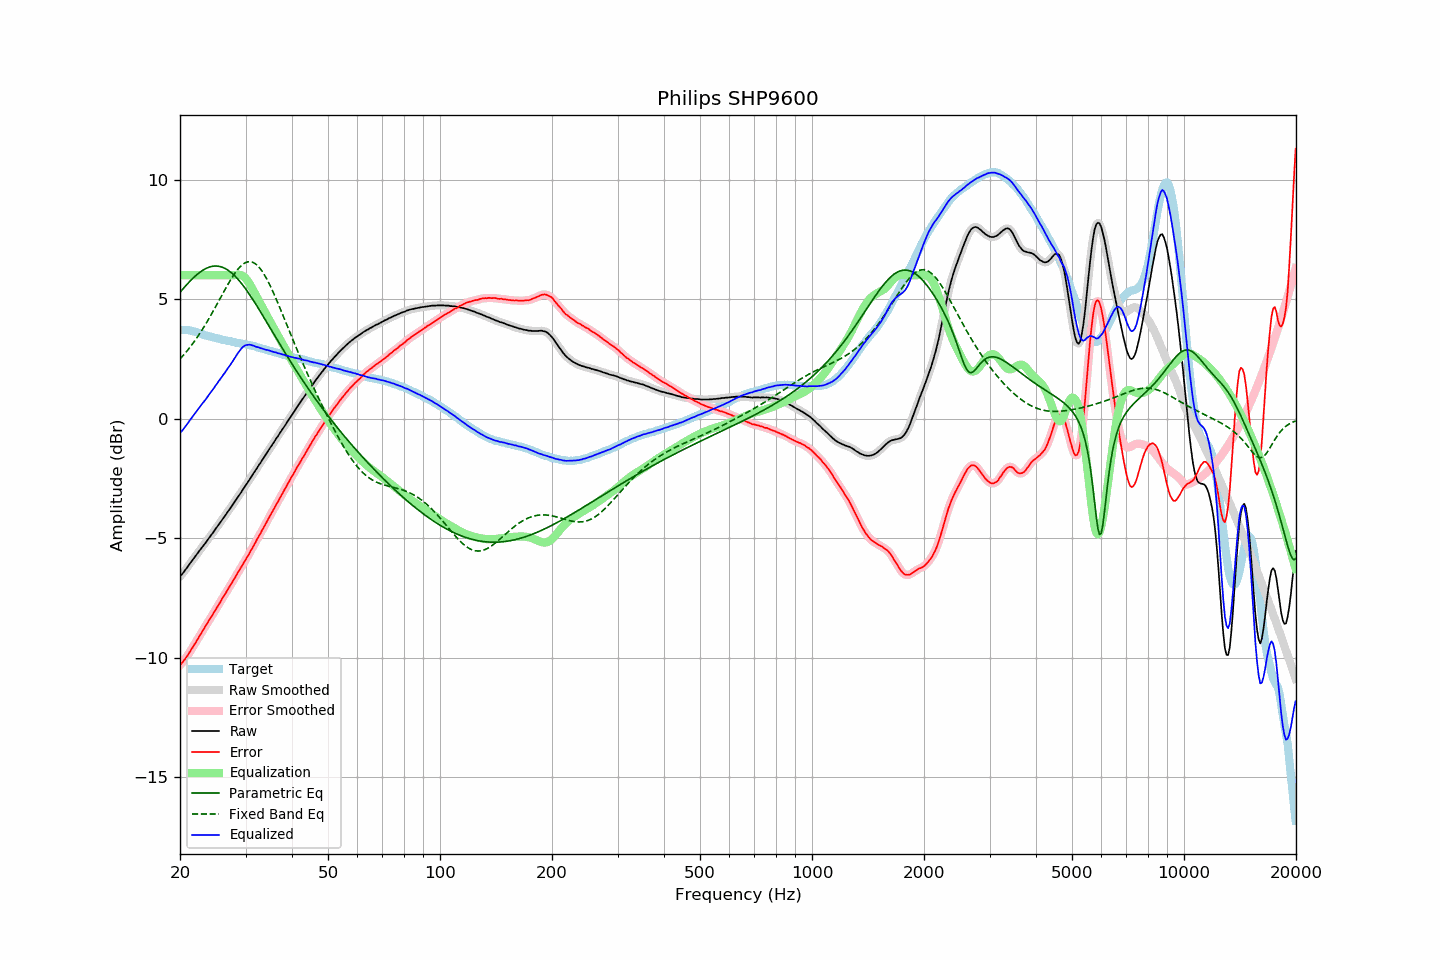 Philips SHP9600
Amplitude (dBr)
10
5
0
−5
−10
−15
Target
Raw Smoothed
Error Smoothed
Raw
Error
Equalization
Parametric Eq
Fixed Band Eq
Equalized
20 50 100 200 500 1000 2000 5000 10000 20000
Frequency (Hz)